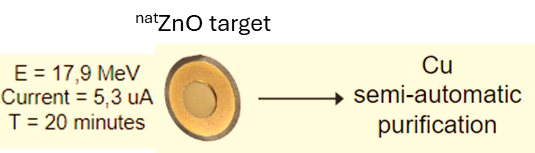 natZnO target
E = 17,9 MeV
Current = 5,3 uA
T = 20 minutes
Cu
semi-automatic
purification